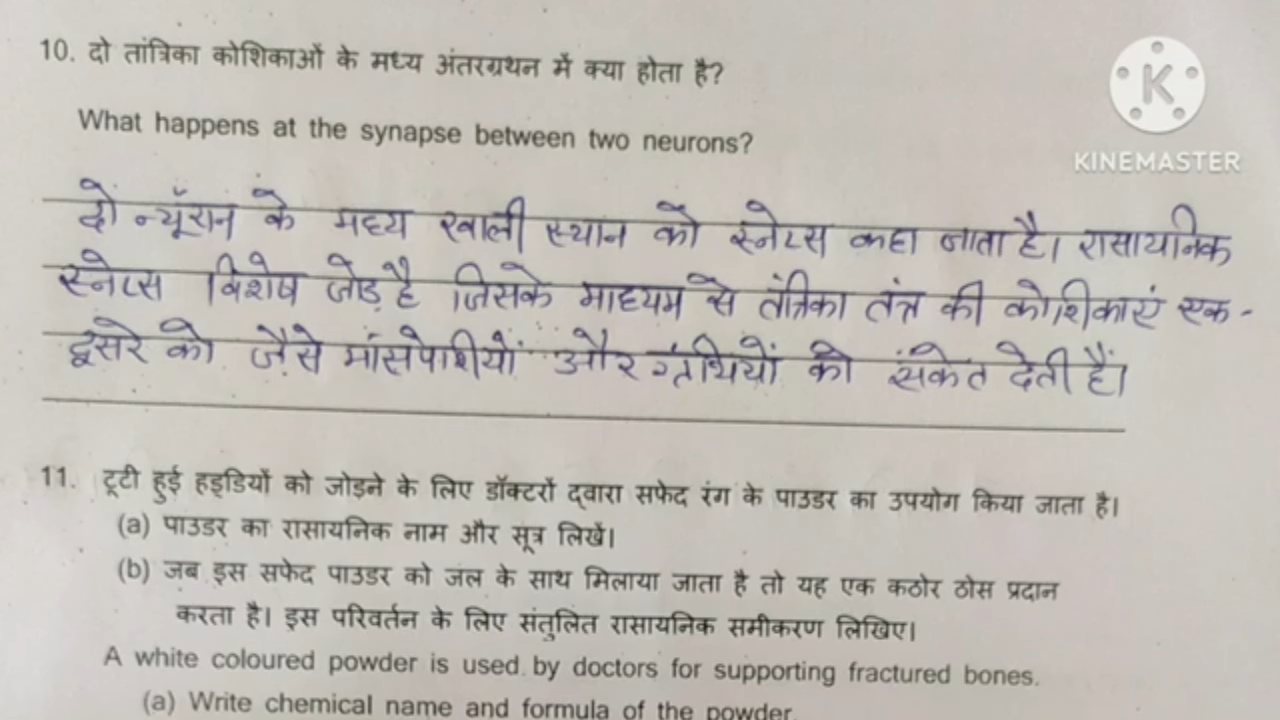 10. दो तांत्रिका कोशिकाओं के मध्य अंतरग्रथन में क्या होता है?
What happens at the synapse between two neurons?
K
KINEMASTER
दो न्यूरॉन के मध्य खाली स्थान को स्नेप्स कहा जाता है। रासायनिक
स्नेप्स विशेष जोड़ है जिसके माध्यम से तंत्रिका तंत्र की कोशिकाएं एक-
दूसरे को जैसे मांसपेशीयों और ग्रंथियों को संकेत देती हैं।
11. टूटी हुई हड्डियों को जोड़ने के लिए डॉक्टरों द्वारा सफेद रंग के पाउडर का उपयोग किया जाता है।
(a) पाउडर का रासायनिक नाम और सूत्र लिखें।
(b) जब इस सफेद पाउडर को जल के साथ मिलाया जाता है तो यह एक कठोर ठोस प्रदान
करता है। इस परिवर्तन के लिए संतुलित रासायनिक समीकरण लिखिए।
A white coloured powder is used by doctors for supporting fractured bones.
(a) Write chemical name and formula of the powder.